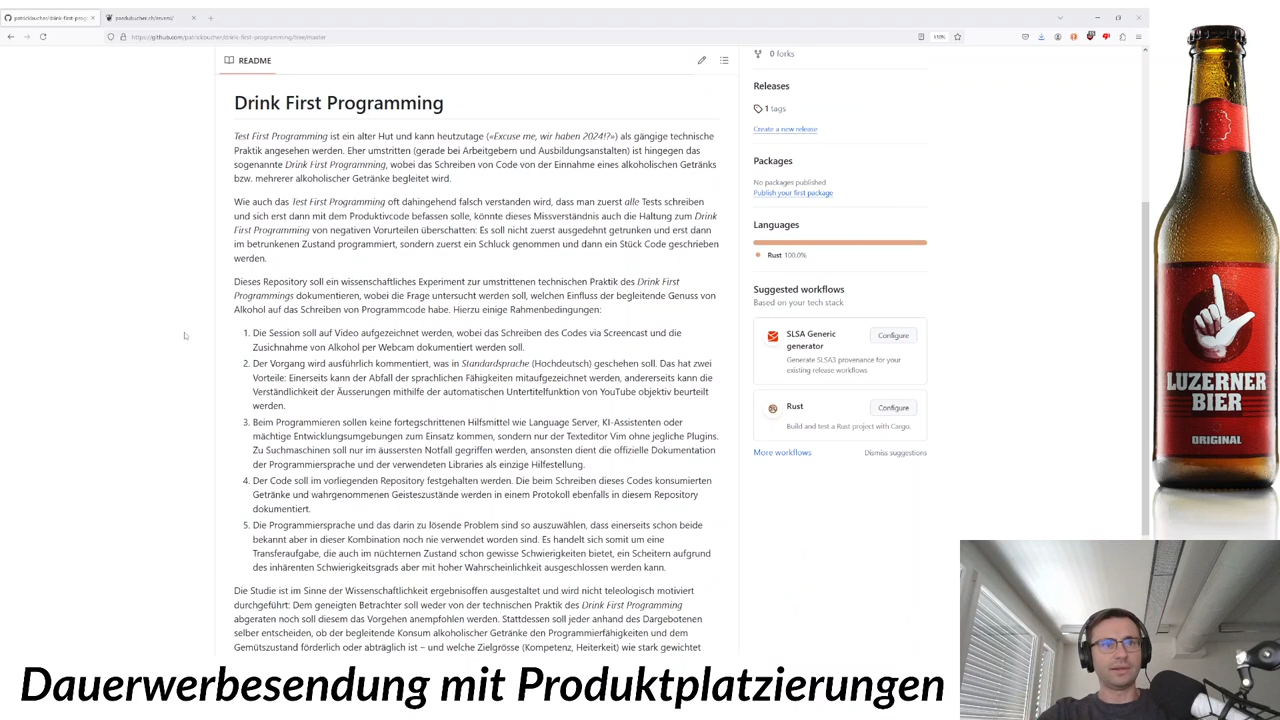 patrickbucher/drink-first-progr
paedubucher.ch/revers/
https://github.com/patrickbucher/drink-first-programming/tree/master
110%
README
Drink First Programming
Test First Programming ist ein alter Hut und kann heutzutage («Excuse me, wir haben 2024!?») als gängige technische
Praktik angesehen werden. Eher umstritten (gerade bei Arbeitgebern und Ausbildungsanstalten) ist hingegen das
sogenannte Drink First Programming, wobei das Schreiben von Code von der Einnahme eines alkoholischen Getränks
bzw. mehrerer alkoholischer Getränke begleitet wird.
Wie auch das Test First Programming oft dahingehend falsch verstanden wird, dass man zuerst alle Tests schreiben
und sich erst dann mit dem Produktivcode befassen solle, könnte dieses Missverständnis auch die Haltung zum Drink
First Programming von negativen Vorurteilen überschatten: Es soll nicht zuerst ausgedehnt getrunken und erst dann
im betrunkenen Zustand programmiert, sondern zuerst ein Schluck genommen und dann ein Stück Code geschrieben
werden.
Dieses Repository soll ein wissenschaftliches Experiment zur umstrittenen technischen Praktik des Drink First
Programmings dokumentieren, wobei die Frage untersucht werden soll, welchen Einfluss der begleitende Genuss von
Alkohol auf das Schreiben von Programmcode habe. Hierzu einige Rahmenbedingungen:
1. Die Session soll auf Video aufgezeichnet werden, wobei das Schreiben des Codes via Screencast und die
Zusichnahme von Alkohol per Webcam dokumentiert werden soll.
2. Der Vorgang wird ausführlich kommentiert, was in Standardsprache (Hochdeutsch) geschehen soll. Das hat zwei
Vorteile: Einerseits kann der Abfall der sprachlichen Fähigkeiten mitaufgezeichnet werden, andererseits kann die
Verständlichkeit der Äusserungen mithilfe der automatischen Untertitelfunktion von YouTube objektiv beurteilt
werden.
3. Beim Programmieren sollen keine fortegschrittenen Hilfsmittel wie Language Server, KI-Assistenten oder
mächtige Entwicklungsumgebungen zum Einsatz kommen, sondern nur der Texteditor Vim ohne jegliche Plugins.
Zu Suchmaschinen soll nur im äussersten Notfall gegriffen werden, ansonsten dient die offizielle Dokumentation
der Programmiersprache und der verwendeten Libraries als einzige Hilfestellung.
4. Der Code soll im vorliegenden Repository festgehalten werden. Die beim Schreiben dieses Codes konsumierten
Getränke und wahrgenommenen Geisteszustände werden in einem Protokoll ebenfalls in diesem Repository
dokumentiert.
5. Die Programmiersprache und das darin zu lösende Problem sind so auszuwählen, dass einerseits schon beide
bekannt aber in dieser Kombination noch nie verwendet worden sind. Es handelt sich somit um eine
Transferaufgabe, die auch im nüchternen Zustand schon gewisse Schwierigkeiten bietet, ein Scheitern aufgrund
des inhärenten Schwierigkeitsgrads aber mit hoher Wahrscheinlichkeit ausgeschlossen werden kann.
Die Studie ist im Sinne der Wissenschaftlichkeit ergebnisoffen ausgestaltet und wird nicht teleologisch motiviert
durchgeführt: Dem geneigten Betrachter soll weder von der technischen Praktik des Drink First Programming
abgeraten noch soll diesem das Vorgehen anempfohlen werden. Stattdessen soll jeder anhand des Dargebotenen
selber entscheiden, ob der begleitende Konsum alkoholischer Getränke den Programmierfähigkeiten und dem
Gemütszustand förderlich oder abträglich ist – und welche Zielgrösse (Kompetenz, Heiterkeit) wie stark gewichtet
0 forks
Releases
1 tags
Create a new release
Packages
No packages published
Publish your first package
Languages
Rust 100.0%
Suggested workflows
Based on your tech stack
SLSA Generic
generator
Configure
Generate SLSA3 provenance for your
existing release workflows
Rust
Configure
Build and test a Rust project with Cargo.
More workflows
Dismiss suggestions
LUZERNER
BIER
ORIGINAL
Dauerwerbesendung mit Produktplatzierungen